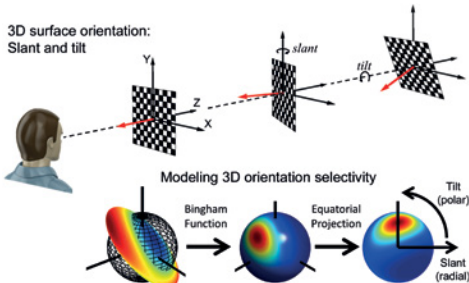 3D surface orientation:
Slant and tilt
Y
Z
X
slant
tilt
Modeling 3D orientation selectivity
Bingham
Function
Equatorial
Projection
Tilt
(polar)
Slant
(radial)